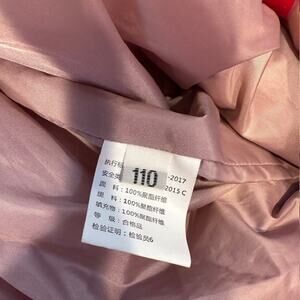 执行标
110
-2017
安全类
2015 C
面 料：100%聚酯纤维
里 料：100%聚酯纤维
填充物：100%聚酯纤维
等 级：合格品
检验证明：检验员6